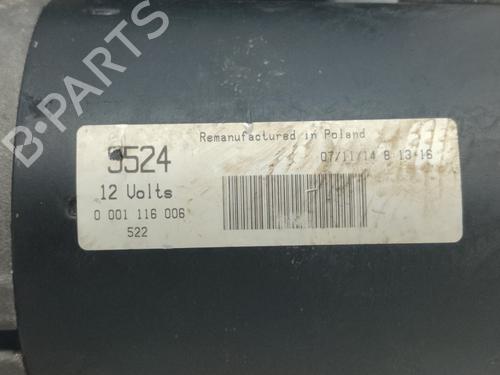 B-PARTS
Remanufactured in Poland
07/11/14 8 13-16
3524
12 Volts
0 001 116 006
522